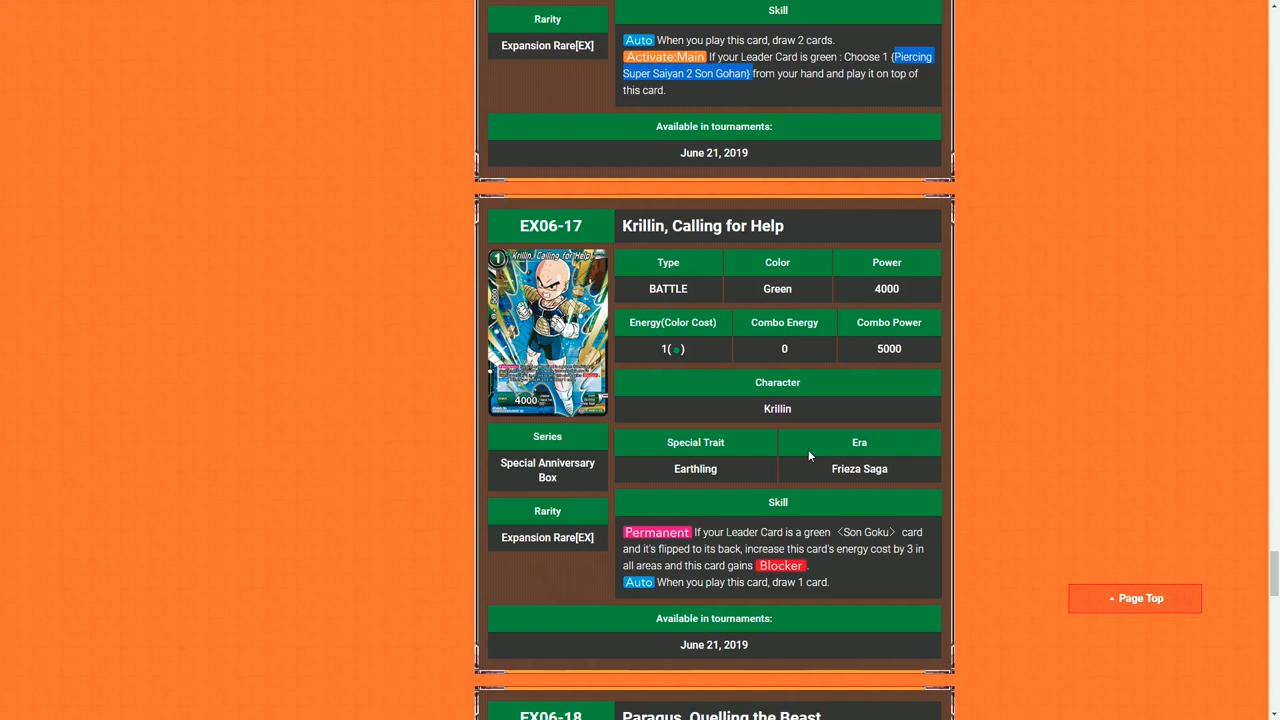 Skill
Rarity
Expansion Rare[EX]
Auto When you play this card, draw 2 cards.
Activate:Main If your Leader Card is green : Choose 1 {Piercing
Super Saiyan 2 Son Gohan} from your hand and play it on top of
this card.
Available in tournaments:
June 21, 2019
EX06-17
Krillin, Calling for Help
1
Krillin, Calling for Help
4000
Type
Color
Power
BATTLE
Green
4000
Energy(Color Cost)
Combo Energy
Combo Power
1( )
0
5000
Character
Krillin
Series
Special Anniversary
Box
Special Trait
Era
Earthling
Frieza Saga
Rarity
Expansion Rare[EX]
Skill
Permanent If your Leader Card is a green 〈Son Goku〉 card
and it's flipped to its back, increase this card's energy cost by 3 in
all areas and this card gains Blocker .
Auto When you play this card, draw 1 card.
Available in tournaments:
June 21, 2019
Page Top
EX06-18
Paragus, Quelling the Beast